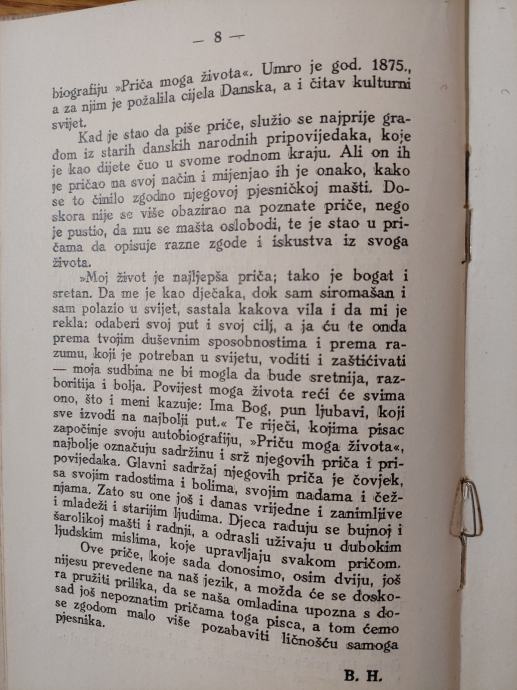 — 8 —
biografiju »Priča moga života«. Umro je god. 1875.,
a za njim je požalila cijela Danska, a i čitav kulturni
svijet.
Kad je stao da piše priče, služio se najprije gra-
đom iz starih danskih narodnih pripovijedaka, koje
je kao dijete čuo u svome rodnom kraju. Ali on ih
je pričao na svoj način i mijenjao ih je onako, kako
se to činilo zgodno njegovoj pjesničkoj mašti. Do-
skora nije se više obazirao na poznate priče, nego
je pustio, da mu se mašta oslobodi, te je stao u pri-
čama da opisuje razne zgode i iskustva iz svoga
života.
»Moj život je najljepša priča; tako je bogat i
sretan. Da me je kao dječaka, dok sam siromašan i
sam polazio u svijet, sastala kakova vila i da mi je
rekla: odaberi svoj put i svoj cilj, a ja ću te onda
prema tvojim duševnim sposobnostima i prema ra-
zumu, koji je potreban u svijetu, voditi i zaštićivati
— moja sudbina ne bi mogla da bude sretnija, raz-
boritija i bolja. Povijest moga života reći će svima
ono, što i meni kazuje: Ima Bog, pun ljubavi, koji
sve izvodi na najbolji put.« Te riječi, kojima pisac
započinje svoju autobiografiju, »Priču moga života«,
najbolje označuju sadržinu i srž njegovih priča i pri-
povijedaka. Glavni sadržaj njegovih priča je čovjek,
sa svojim radostima i bolima, svojim nadama i čež-
njama. Zato su one još i danas vrijedne i zanimljive
i mladeži i starijim ljudima. Djeca raduju se bujnoj i
šarolikoj mašti i radnji, a odrasli uživaju u dubokim
ljudskim mislima, koje upravljaju svakom pričom.
Ove priče, koje sada donosimo, osim dviju, još
nijesu prevedene na naš jezik, a možda će se dosko-
ra pružiti prilika, da se naša omladina upozna s do-
sad još nepoznatim pričama toga pisca, a tom ćemo
se zgodom malo više pozabaviti ličnošću samoga
pjesnika.
B. H.